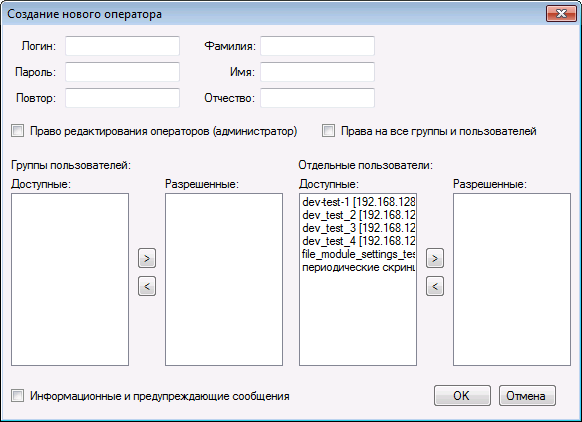 Создание нового оператора
Логин: Фамилия:
Пароль: Имя:
Повтор: Отчество:
Право редактирования операторов (администратор) Права на все группы и пользователей
Группы пользователей: Отдельные пользователи:
Доступные: Разрешенные: Доступные: Разрешенные:
dev-test-1 [192.168.128
dev_test_2 [192.168.12
dev_test_3 [192.168.12
> dev_test_4 [192.168.12 >
file_module_settings_tes
периодические скринш
< <
Информационные и предупреждающие сообщения OK Отмена